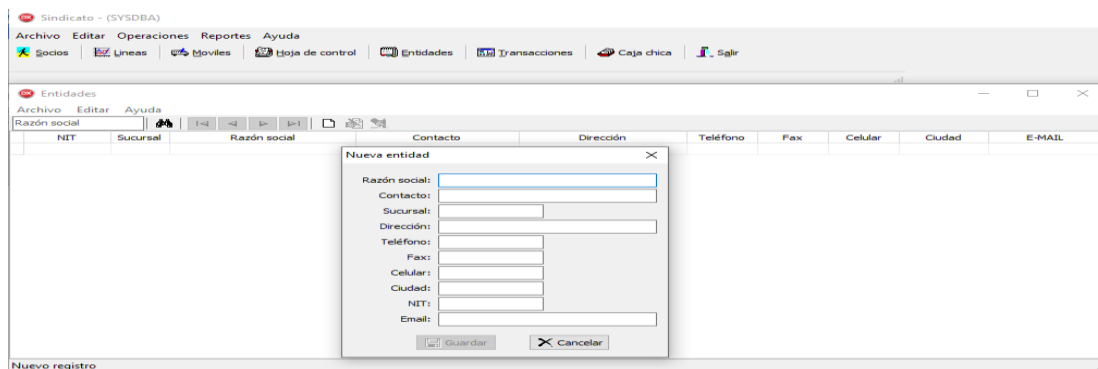 DX Sindicato - (SYSDBA)
Archivo Editar Operaciones Reportes Ayuda
Socios Lineas Moviles Hoja de control Entidades Transacciones Caja chica Salir
DX Entidades
Archivo Editar Ayuda
Razón social
NIT Sucursal Razón social Contacto Dirección Teléfono Fax Celular Ciudad E-MAIL
Nueva entidad
Razón social:
Contacto:
Sucursal:
Dirección:
Teléfono:
Fax:
Celular:
Ciudad:
NIT:
Email:
Guardar Cancelar
Nuevo registro